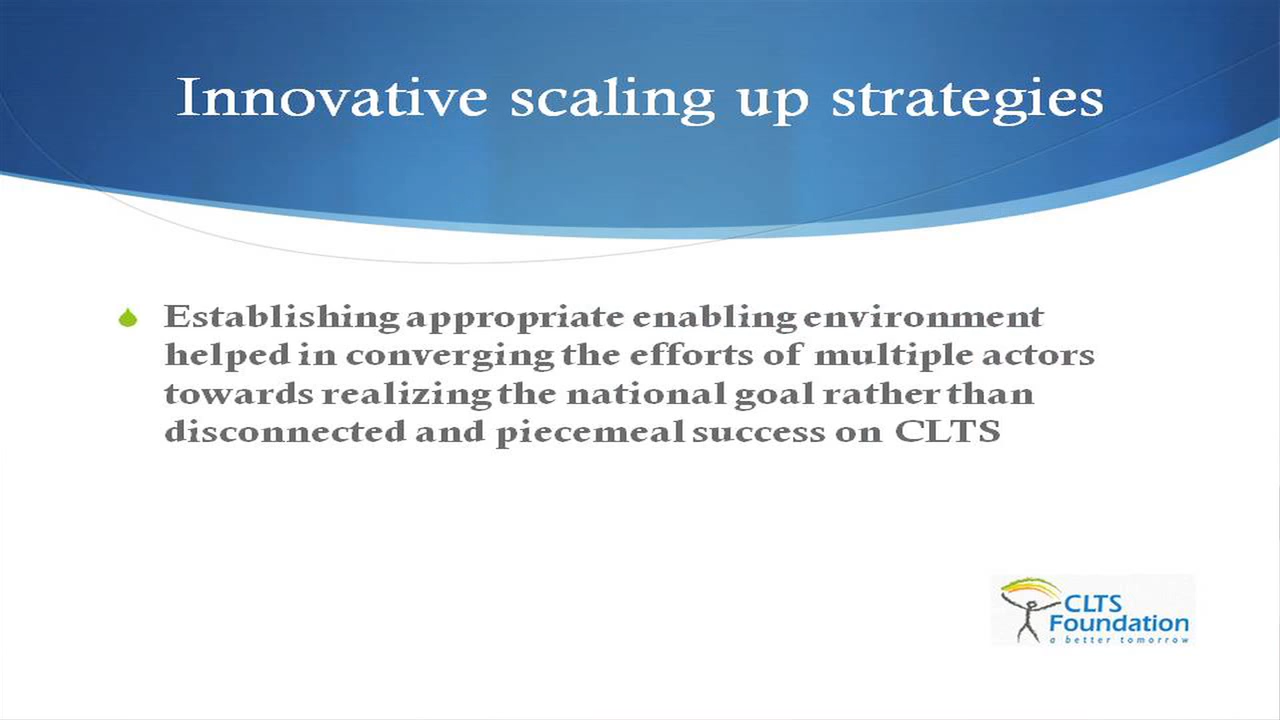 Innovative scaling up strategies
Establishing appropriate enabling environment
helped in converging the efforts of multiple actors
towards realizing the national goal rather than
disconnected and piecemeal success on CLTS
CLTS
Foundation
a better tomorrow